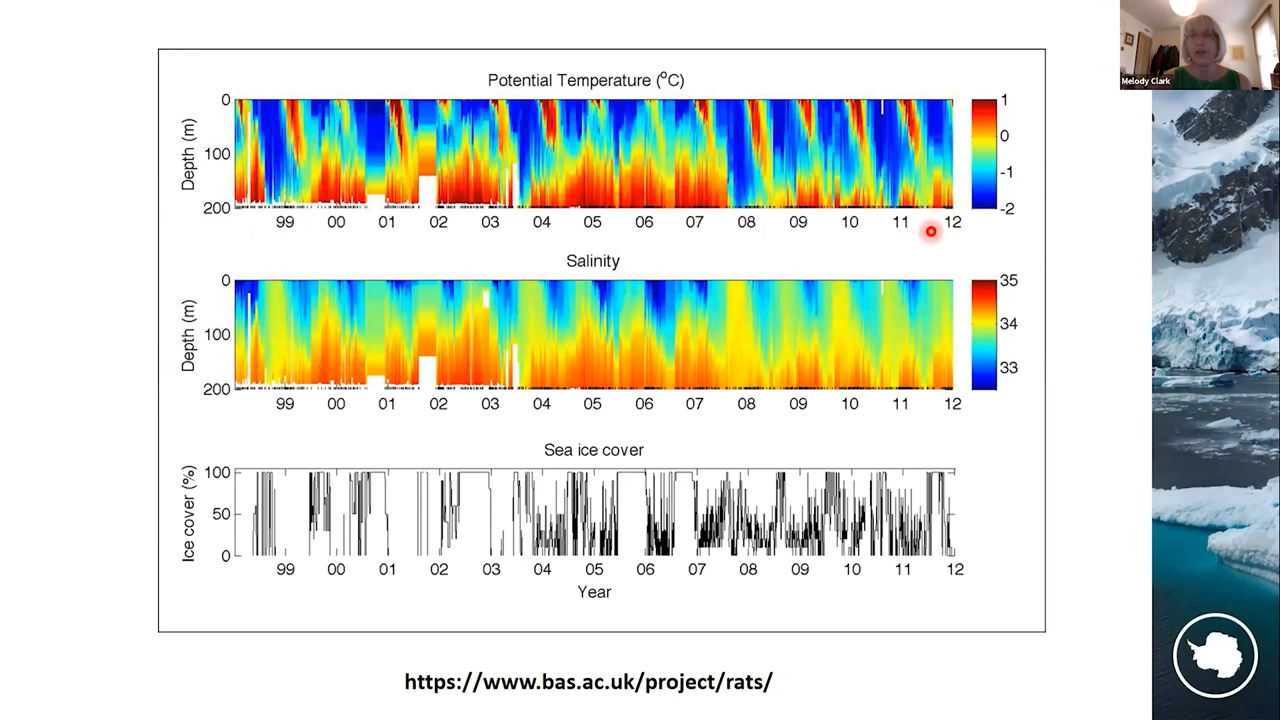 Melody Clark
Potential Temperature (°C)
0
100
200
Depth (m)
99 00 01 02 03 04 05 06 07 08 09 10 11 12
1
0
-1
-2
Salinity
0
100
200
Depth (m)
99 00 01 02 03 04 05 06 07 08 09 10 11 12
35
34
33
Sea ice cover
100
50
0
Ice cover (%)
99 00 01 02 03 04 05 06 07 08 09 10 11 12
Year
https://www.bas.ac.uk/project/rats/